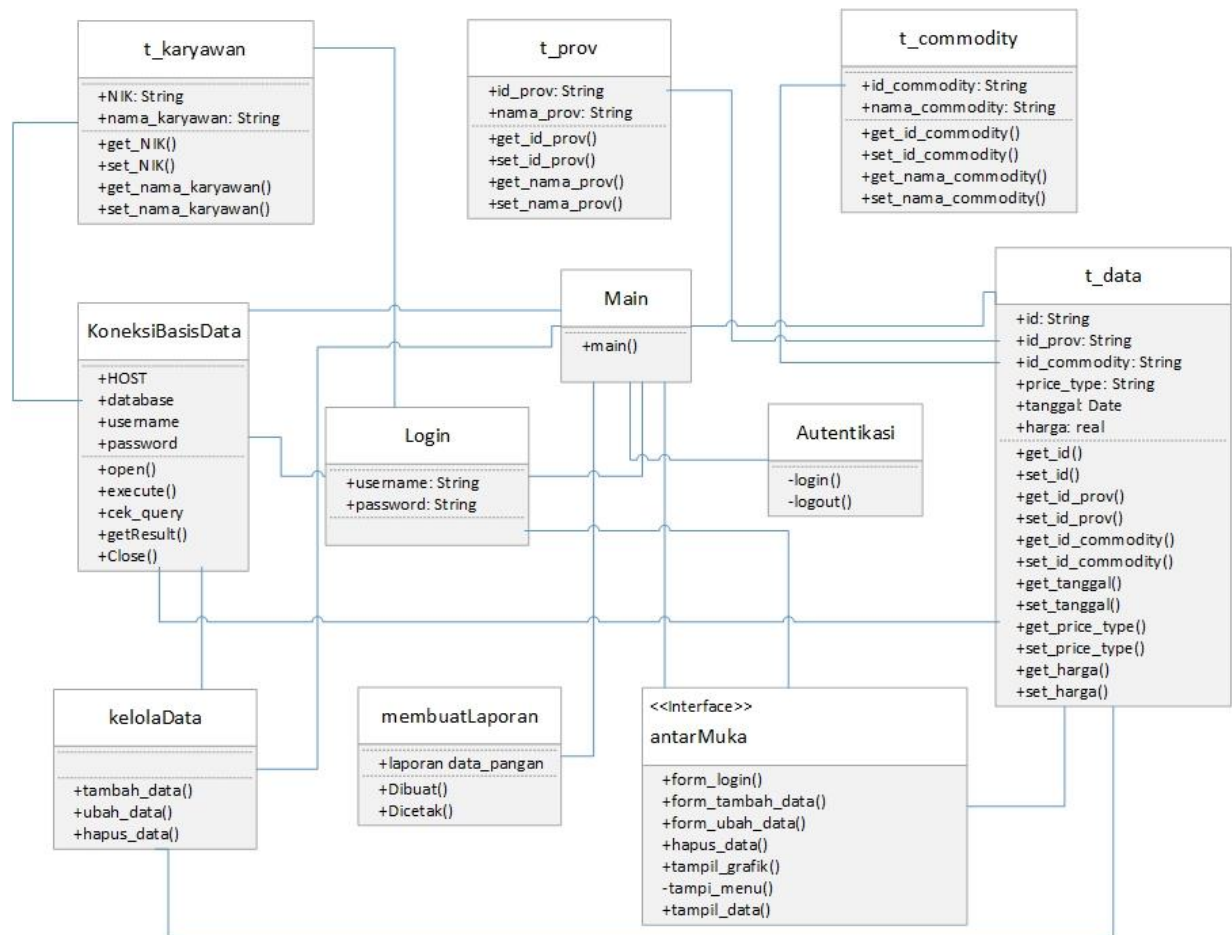 t_karyawan
+NIK: String
+nama_karyawan: String
+get_NIK()
+set_NIK()
+get_nama_karyawan()
+set_nama_karyawan()
t_prov
+id_prov: String
+nama_prov: String
+get_id_prov()
+set_id_prov()
+get_nama_prov()
+set_nama_prov()
t_commodity
+id_commodity: String
+nama_commodity: String
+get_id_commodity()
+set_id_commodity()
+get_nama_commodity()
+set_nama_commodity()
KoneksiBasisData
+HOST
+database
+username
+password
+open()
+execute()
+cek_query
+getResult()
+Close()
Main
+main()
Login
+username: String
+password: String
Autentikasi
-login()
-logout()
t_data
+id: String
+id_prov: String
+id_commodity: String
+price_type: String
+tanggal: Date
+harga: real
+get_id()
+set_id()
+get_id_prov()
+set_id_prov()
+get_id_commodity()
+set_id_commodity()
+get_tanggal()
+set_tanggal()
+get_price_type()
+set_price_type()
+get_harga()
+set_harga()
kelolaData
+tambah_data()
+ubah_data()
+hapus_data()
membuatLaporan
+laporan data_pangan
+Dibuat()
+Dicetak()
<<Interface>>
antarMuka
+form_login()
+form_tambah_data()
+form_ubah_data()
+hapus_data()
+tampil_grafik()
-tampi_menu()
+tampil_data()